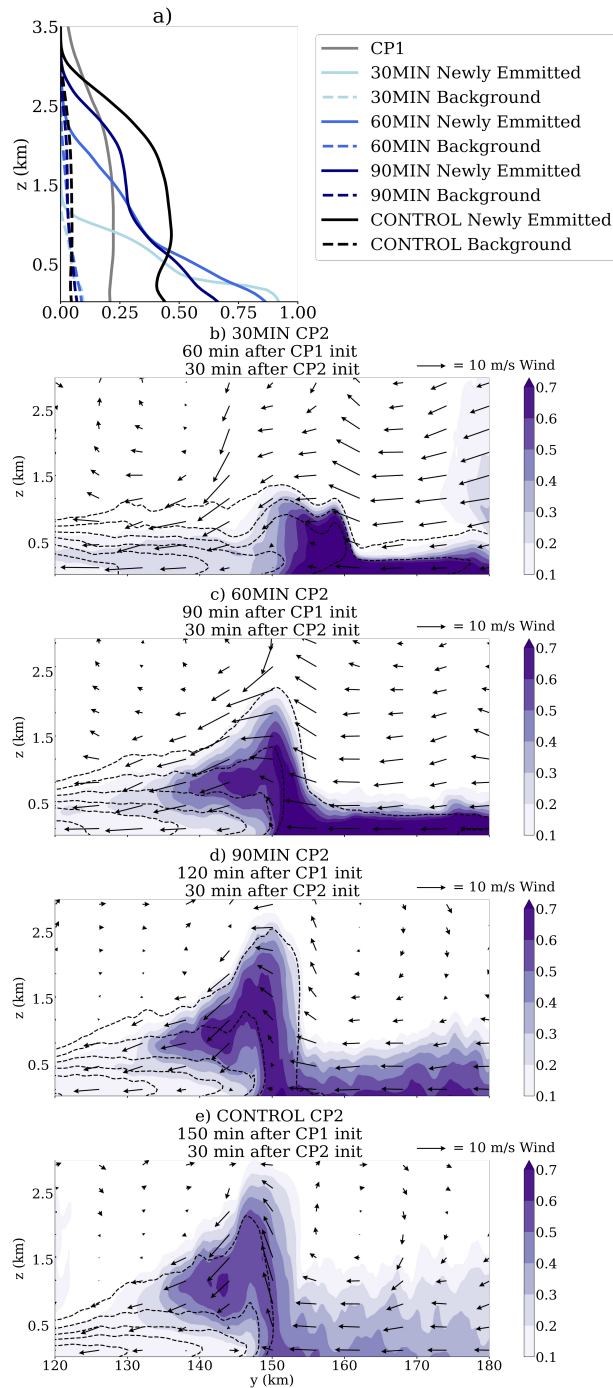 a)
3.5
2.5
1.5
0.5
z (km)
0.00 0.25 0.50 0.75 1.00
CP1
30MIN Newly Emmitted
30MIN Background
60MIN Newly Emmitted
60MIN Background
90MIN Newly Emmitted
90MIN Background
CONTROL Newly Emmitted
CONTROL Background
b) 30MIN CP2
60 min after CP1 init
30 min after CP2 init
= 10 m/s Wind
2.5
1.5
0.5
z (km)
0.7
0.6
0.5
0.4
0.3
0.2
0.1
c) 60MIN CP2
90 min after CP1 init
30 min after CP2 init
= 10 m/s Wind
2.5
1.5
0.5
z (km)
0.7
0.6
0.5
0.4
0.3
0.2
0.1
d) 90MIN CP2
120 min after CP1 init
30 min after CP2 init
= 10 m/s Wind
2.5
1.5
0.5
z (km)
0.7
0.6
0.5
0.4
0.3
0.2
0.1
e) CONTROL CP2
150 min after CP1 init
30 min after CP2 init
= 10 m/s Wind
2.5
1.5
0.5
z (km)
0.7
0.6
0.5
0.4
0.3
0.2
0.1
120 130 140 150 160 170 180
y (km)